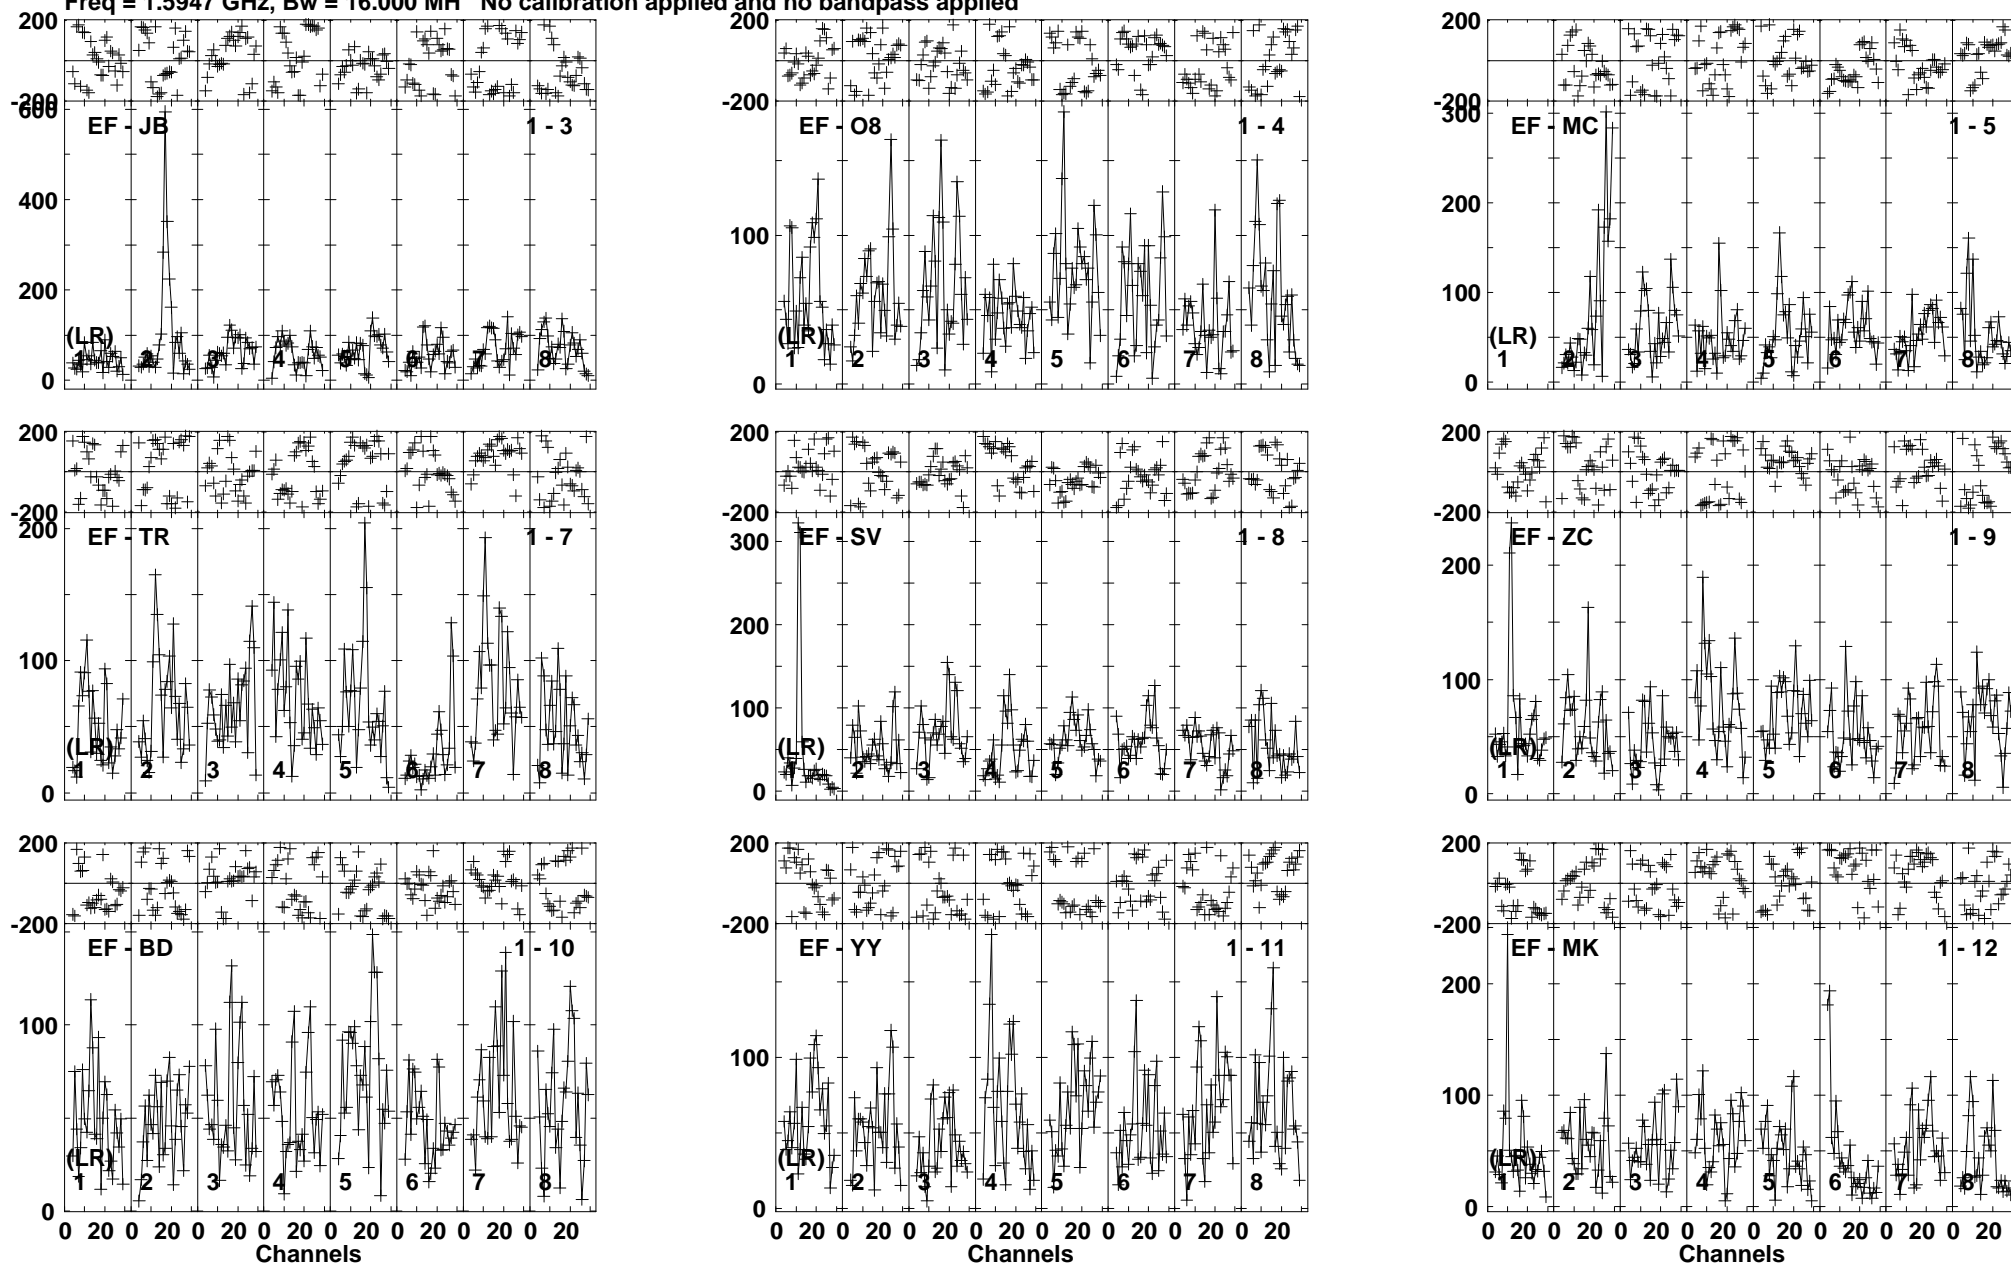 Freq = 1.5947 GHz, Bw = 16.000 MH No calibration applied and no bandpass applied
200
-200
600
400
200
0
EF - JB
1 - 3
(LR)
1 2 3 4 5 6 7 8
-200
200
100
0
EF - O8
1 - 4
(LR)
1 2 3 4 5 6 7 8
200
-200
300
200
100
0
EF - MC
1 - 5
(LR)
1 2 3 4 5 6 7 8
200
-200
200
100
0
EF - TR
1 - 7
(LR)
1 2 3 4 5 6 7 8
200
-200
300
200
100
0
EF - SV
1 - 8
(LR)
1 2 3 4 5 6 7 8
200
-200
200
100
0
EF - ZC
1 - 9
(LR)
1 2 3 4 5 6 7 8
200
-200
100
0
EF - BD
1 - 10
(LR)
1 2 3 4 5 6 7 8
0 20 0 20 0 20 0 20 0 20 0 20 0 20 0 20
Channels
200
-200
100
0
EF - YY
1 - 11
(LR)
1 2 3 4 5 6 7 8
0 20 0 20 0 20 0 20 0 20 0 20 0 20 0 20
Channels
200
-200
200
100
0
EF - MK
1 - 12
(LR)
1 2 3 4 5 6 7 8
0 20 0 20 0 20 0 20 0 20 0 20 0 20 0 20
Channels